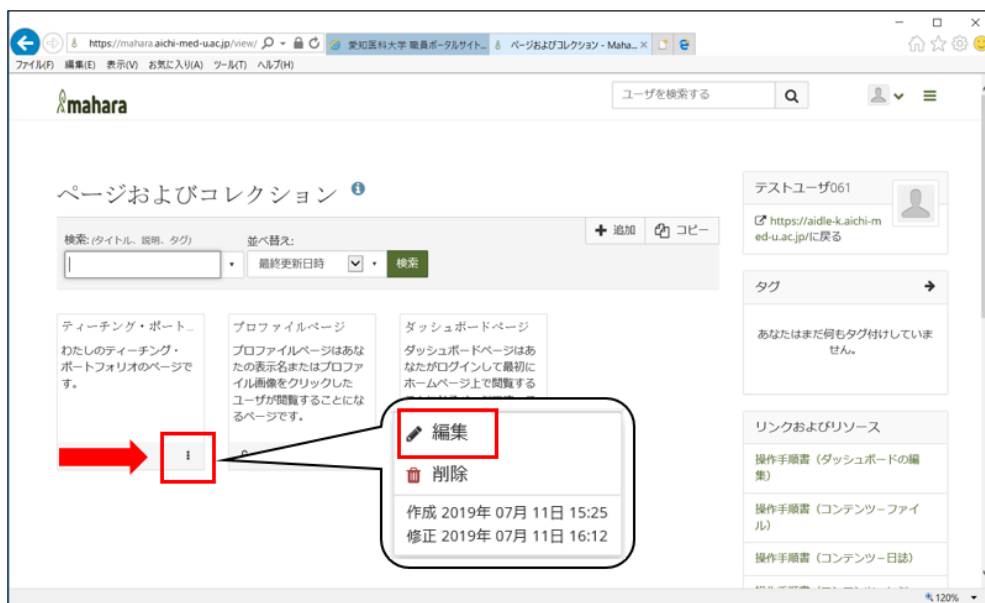 https://mahara.aichi-med-u.ac.jp/view/
愛知医科大学 職員ポータルサイト...
ページおよびコレクション - Maha...
ファイル(F) 編集(E) 表示(V) お気に入り(A) ツール(T) ヘルプ(H)
mahara
ユーザを検索する
ページおよびコレクション
追加
コピー
検索: (タイトル、説明、タグ)
並べ替え:
最終更新日時
検索
ティーチング・ポート...
わたしのティーチング・
ポートフォリオのページで
す。
プロファイルページ
プロファイルページはあな
たの表示名またはプロファ
イル画像をクリックした
ユーザが閲覧することにな
るページです。
ダッシュボードページ
ダッシュボードページはあ
なたがログインして最初に
ホームページ上で閲覧する
編集
削除
作成 2019年 07月 11日 15:25
修正 2019年 07月 11日 16:12
テストユーザ061
https://aidle-k.aichi-m
ed-u.ac.jp/に戻る
タグ
あなたはまだ何もタグ付けしていま
せん。
リンクおよびリソース
操作手順書（ダッシュボードの編
集）
操作手順書（コンテンツ－ファイ
ル）
操作手順書（コンテンツ－日誌）
120%